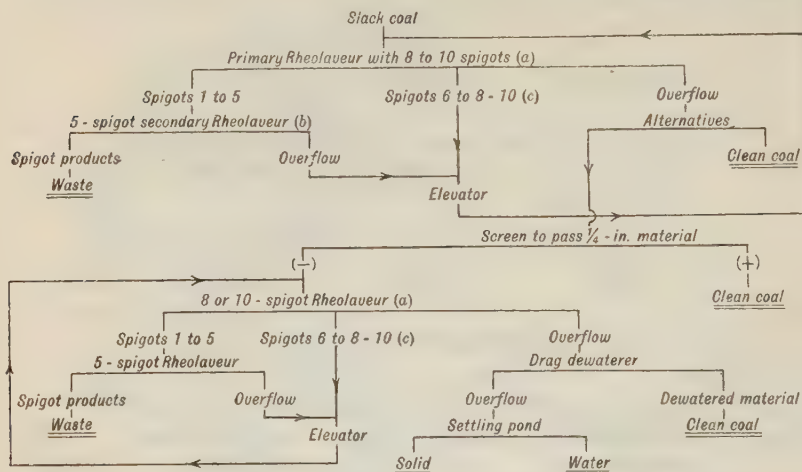 Slack coal
Primary Rheolaveur with 8 to 10 spigots (a)
Spigots 1 to 5
Spigots 6 to 8 - 10 (c)
Overflow
5 - spigot secondary Rheolaveur (b)
Alternatives
Spigot products
Overflow
Clean coal
Waste
Elevator
Screen to pass ¼ - in. material
(-)
(+)
8 or 10 - spigot Rheolaveur (a)
Clean coal
Spigots 1 to 5
Spigots 6 to 8 - 10 (c)
Overflow
5 - spigot Rheolaveur
Drag dewaterer
Spigot products
Overflow
Overflow
Dewatered material
Waste
Elevator
Settling pond
Clean coal
Solid
Water